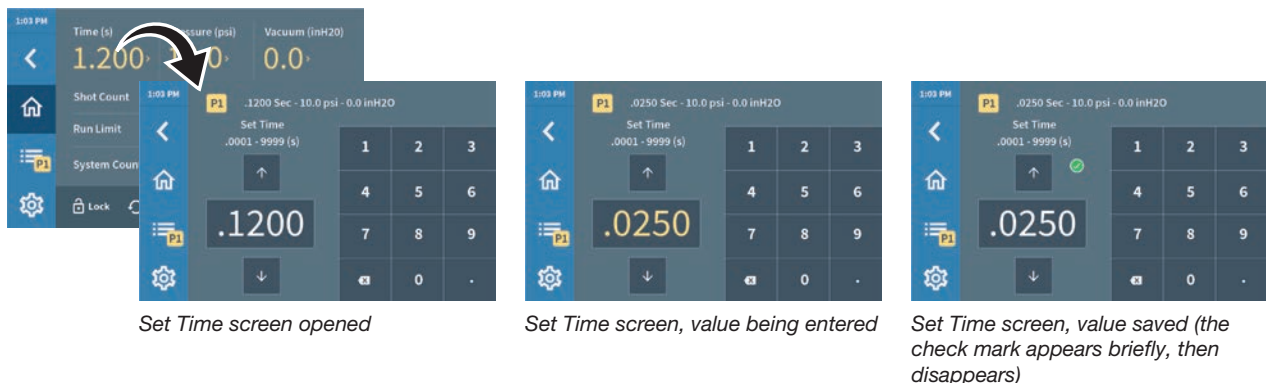 1:03 PM
Time (s)
Vacuum (inH20)
1.200
0.0
Shot Count
Run Limit
System Coun
P1
Lock
1:03 PM
P1 .1200 Sec - 10.0 psi - 0.0 inH2O
Set Time
.0001 - 9999 (s)
1 2 3
4 5 6
.1200
7 8 9
P1
0 .
Set Time screen opened
1:03 PM
P1 .0250 Sec - 10.0 psi - 0.0 inH2O
Set Time
.0001 - 9999 (s)
1 2 3
4 5 6
.0250
7 8 9
P1
0 .
Set Time screen, value being entered
1:03 PM
P1 .0250 Sec - 10.0 psi - 0.0 inH2O
Set Time
.0001 - 9999 (s)
1 2 3
4 5 6
.0250
7 8 9
P1
0 .
Set Time screen, value saved (the
check mark appears briefly, then
disappears)